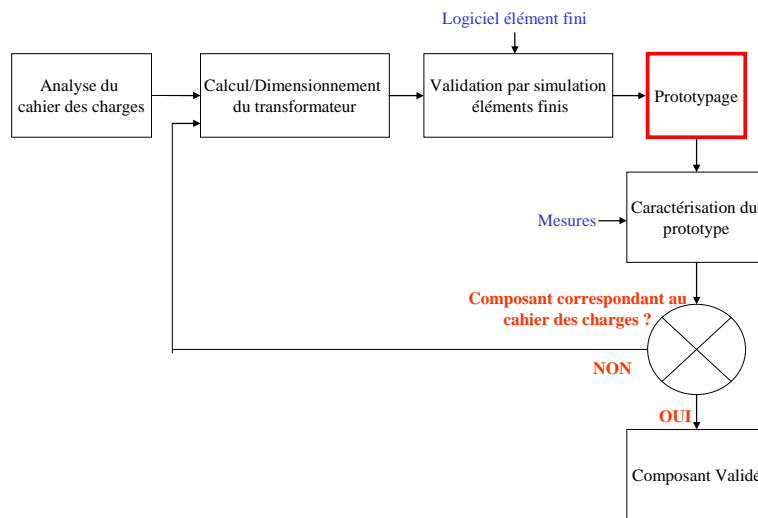 Logiciel élément fini
Analyse du
cahier des charges
Calcul/Dimensionnement
du transformateur
Validation par simulation
éléments finis
Prototypage
Mesures
Caractérisation du
prototype
Composant correspondant au
cahier des charges ?
NON
OUI
Composant Validé